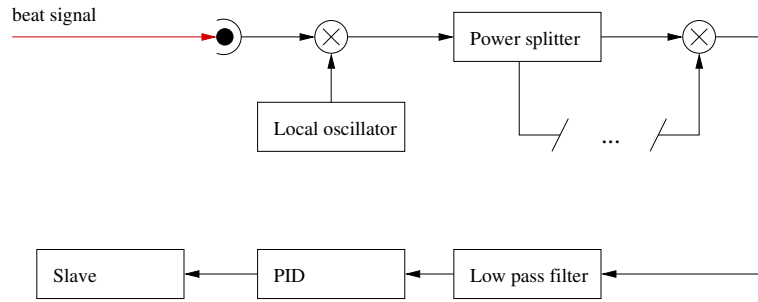 beat signal
Power splitter
Local oscillator
...
Slave
PID
Low pass filter